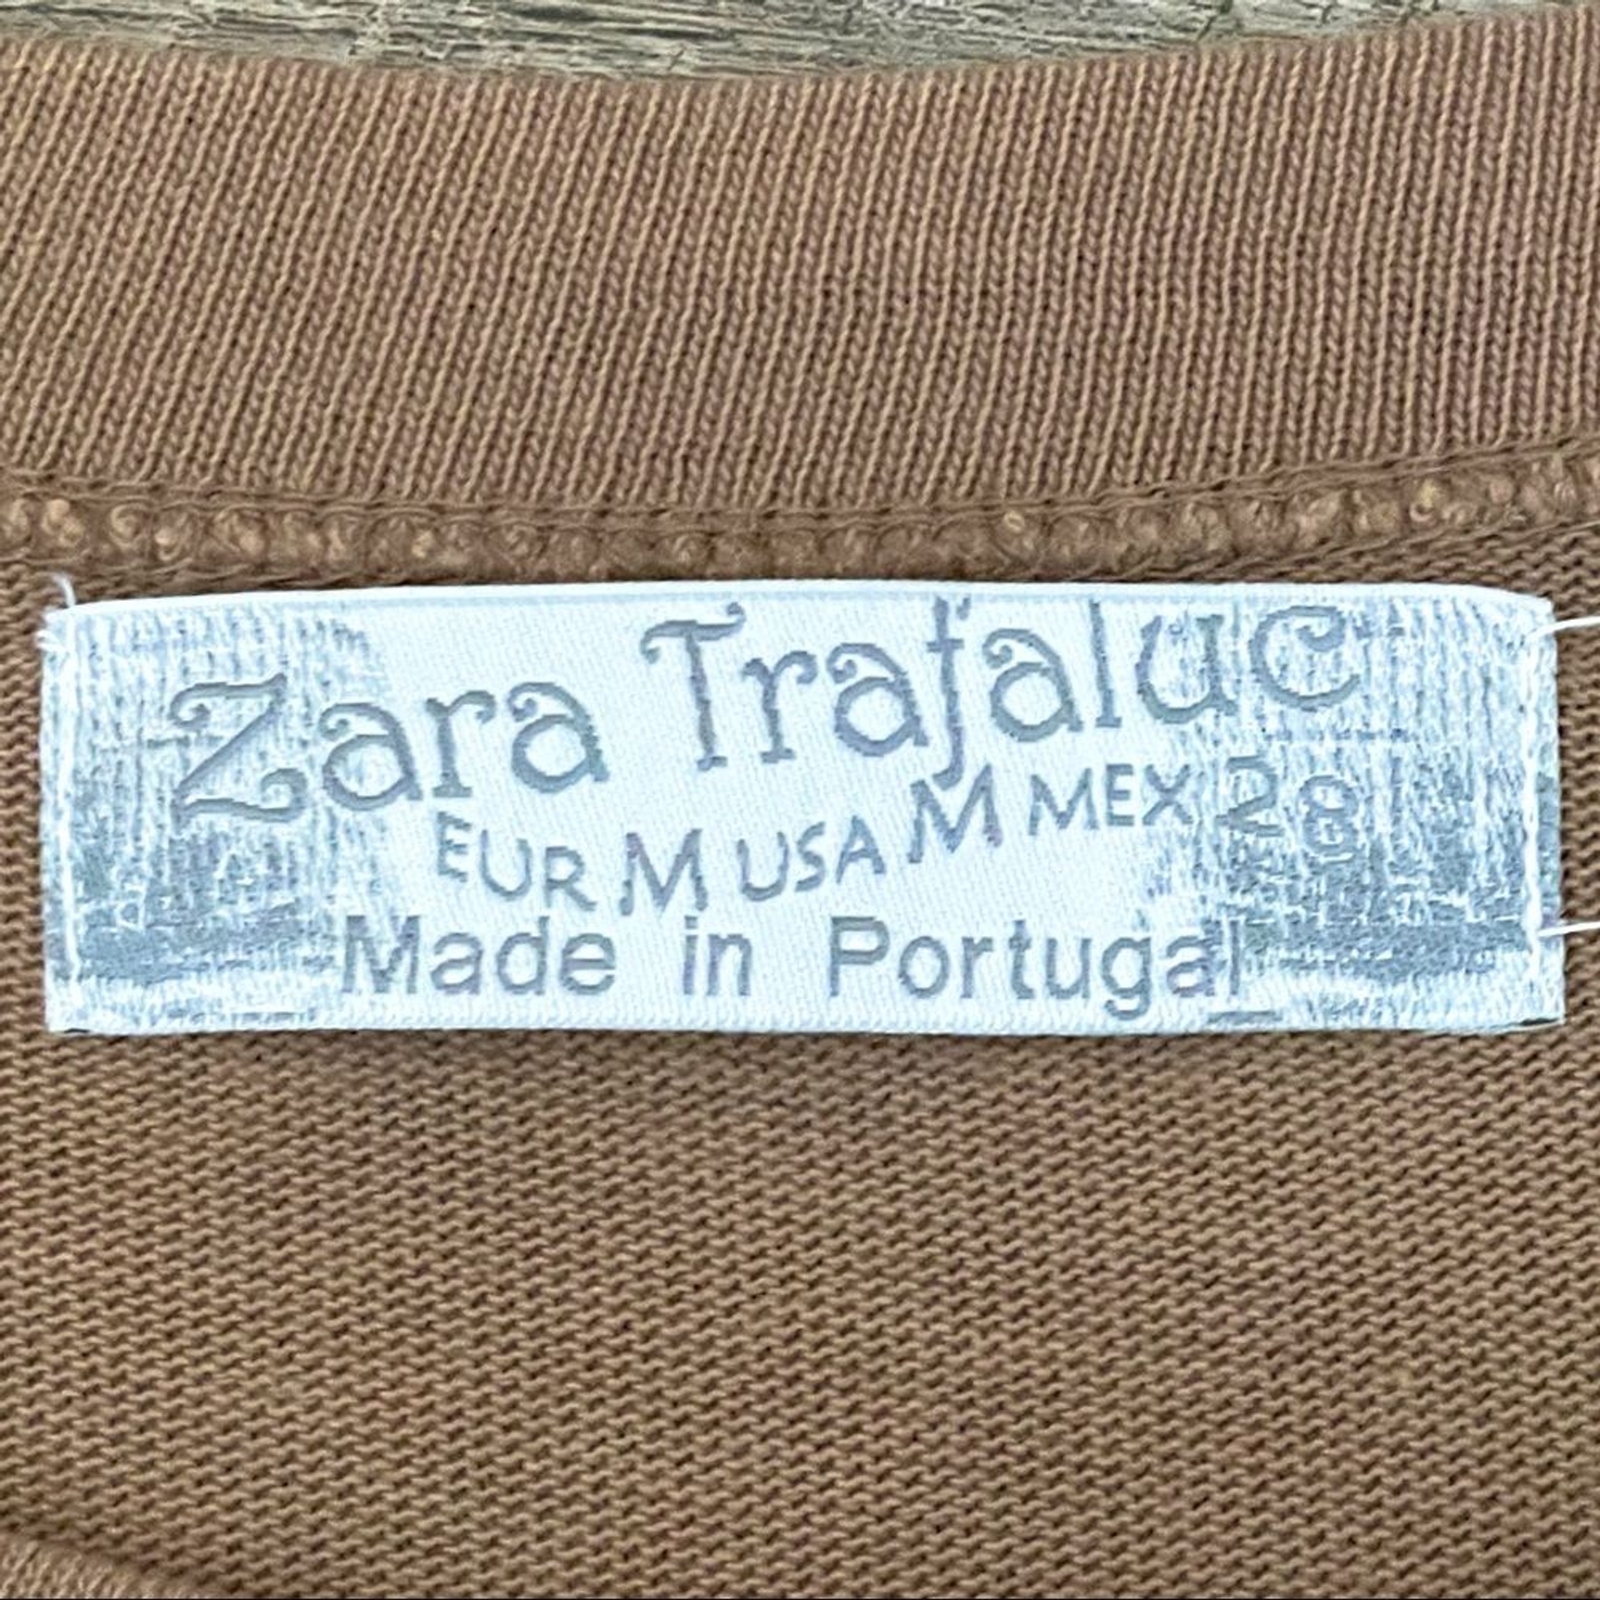 Zara Trafaluc
EUR M USA M MEX 28
Made in Portugal